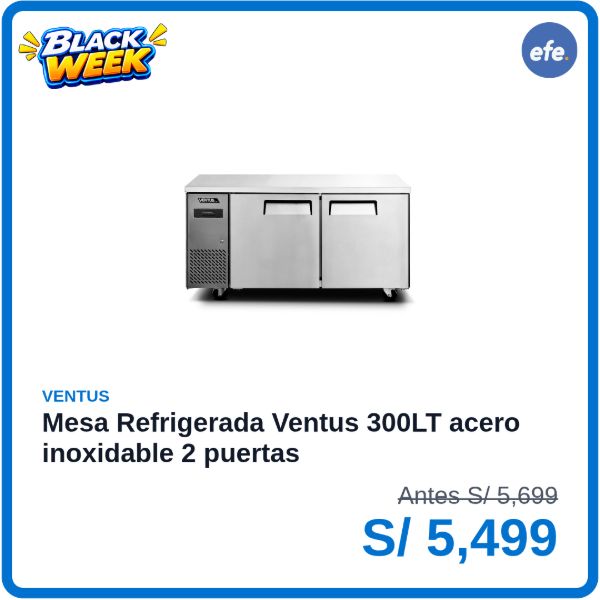 BLACK
WEEK
efe.
VENTUS
VENTUS
Mesa Refrigerada Ventus 300LT acero
inoxidable 2 puertas
Antes S/ 5,699
S/ 5,499